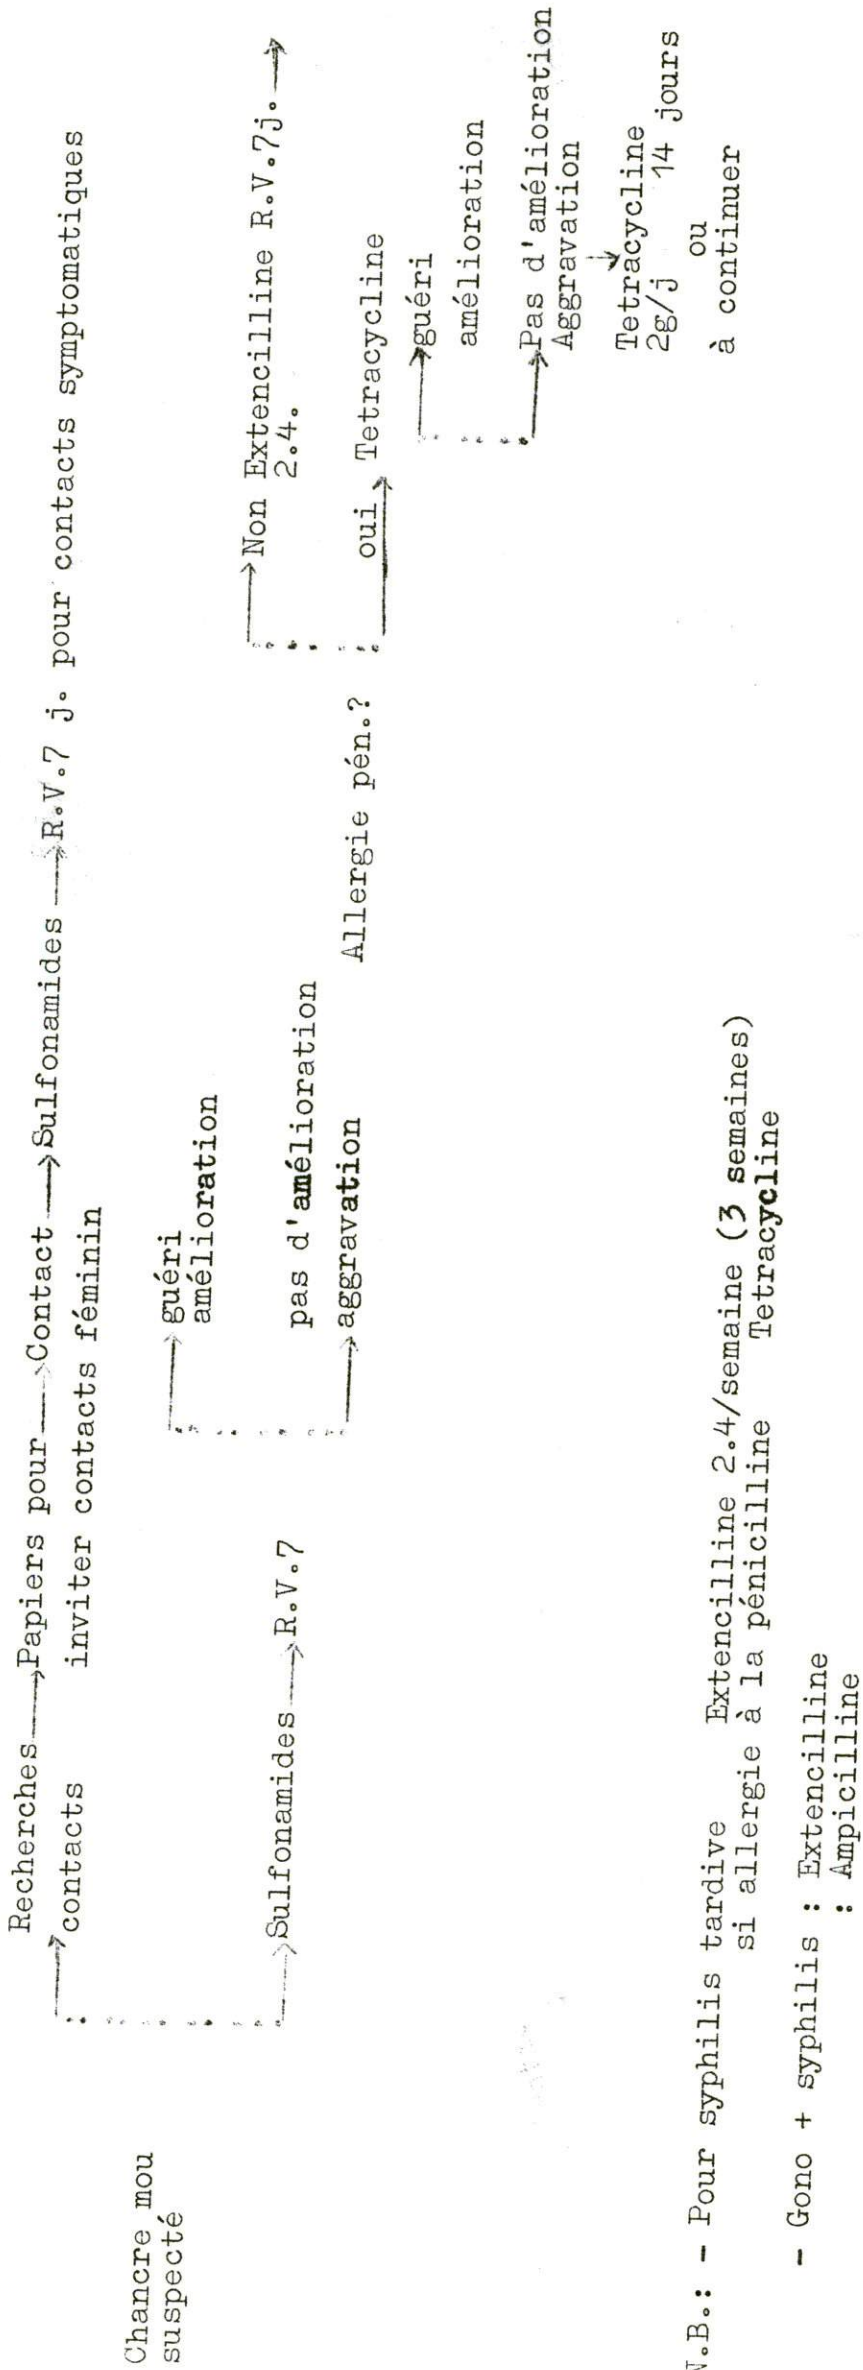 Recherches → Papiers pour → Contact → Sulfonamides → R.V.7 j. pour contacts symptomatiques
contacts inviter contacts féminin
Chancre mou
suspecté
Sulfonamides → R.V.7
guéri
amélioration
pas d'amélioration
aggravation
Allergie pén.?
Non Extencilline R.V.7j. →
2.4.
oui Tetracycline
guéri
amélioration
Pas d'amélioration
Aggravation
Tetracycline
2g/j 14 jours
ou
à continuer
N.B.: - Pour syphilis tardive Extencilline 2.4/semaine (3 semaines)
si allergie à la pénicilline Tetracycline
- Gono + syphilis : Extencilline
: Ampicilline